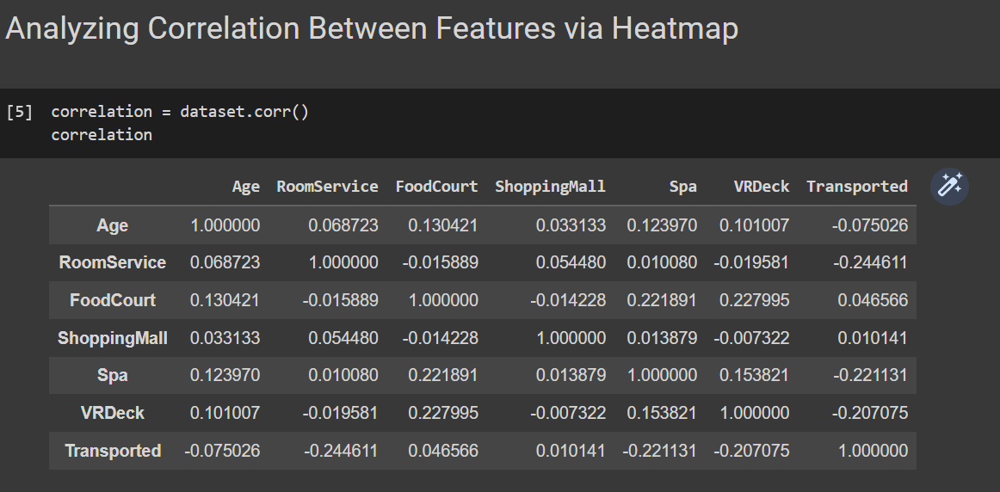 Analyzing Correlation Between Features via Heatmap
[5] correlation = dataset.corr()
correlation
Age RoomService FoodCourt ShoppingMall Spa VRDeck Transported
Age 1.000000 0.068723 0.130421 0.033133 0.123970 0.101007 -0.075026
RoomService 0.068723 1.000000 -0.015889 0.054480 0.010080 -0.019581 -0.244611
FoodCourt 0.130421 -0.015889 1.000000 -0.014228 0.221891 0.227995 0.046566
ShoppingMall 0.033133 0.054480 -0.014228 1.000000 0.013879 -0.007322 0.010141
Spa 0.123970 0.010080 0.221891 0.013879 1.000000 0.153821 -0.221131
VRDeck 0.101007 -0.019581 0.227995 -0.007322 0.153821 1.000000 -0.207075
Transported -0.075026 -0.244611 0.046566 0.010141 -0.221131 -0.207075 1.000000